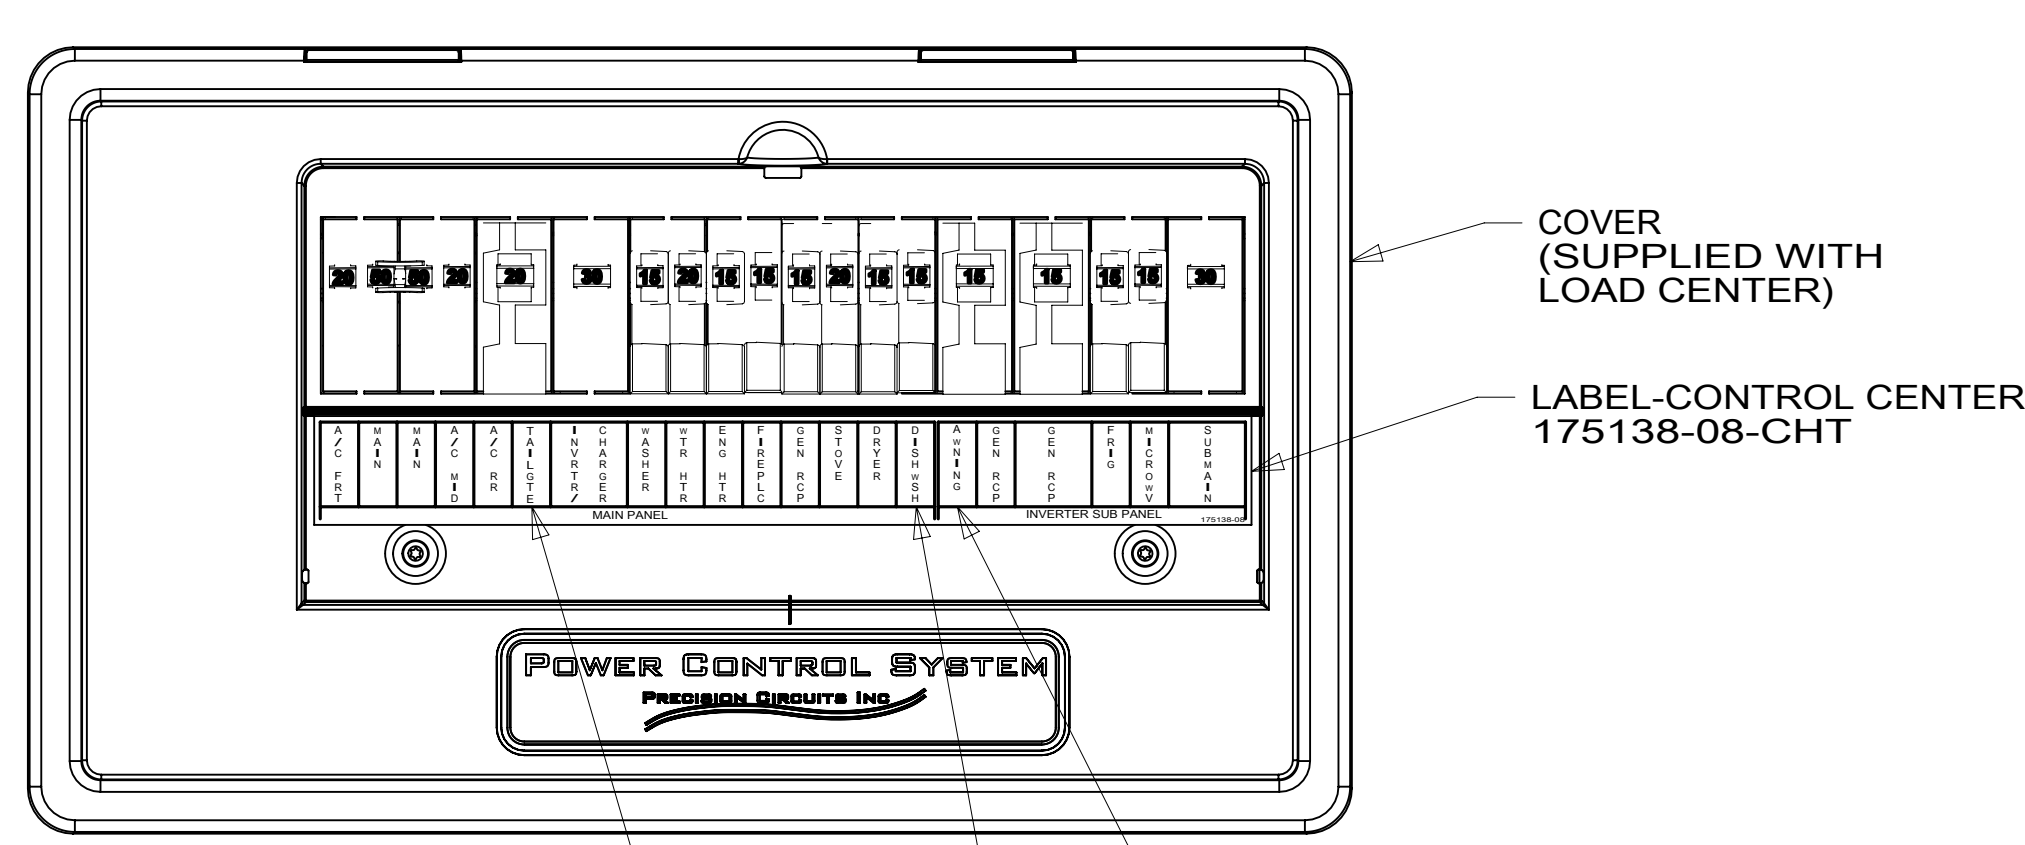 COVER
(SUPPLIED WITH
LOAD CENTER)
20 50 50 20 20 30 15 20 15 15 15 20 15 15 15 15 15 15 30
LABEL-CONTROL CENTER
175138-08-CHT
A/C FRT
MAIN
MAIN
A/C MID
A/C RR
TAILGTE
INVRTR/
CHARGER
WASHER
WTR HTR
ENG HTR
FIREPLC
GEN RCP
STOVE
DRYER
DISHWSH
AWNING
GEN RCP
GEN RCP
FRIG
MICROWV
SUBMAIN
MAIN PANEL
INVERTER SUB PANEL
175138-08
POWER CONTROL SYSTEM
PRECISION CIRCUITS INC